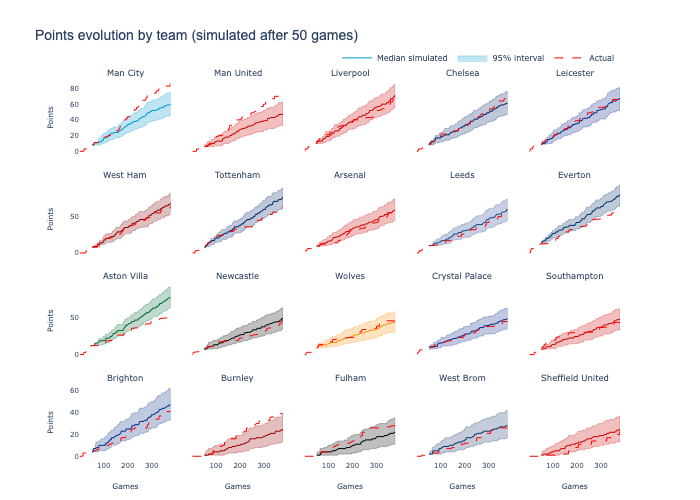 Points evolution by team (simulated after 50 games)
Median simulated 95% interval Actual
Man City Man United Liverpool Chelsea Leicester
80
60
40
20
0
Points
West Ham Tottenham Arsenal Leeds Everton
50
0
Points
Aston Villa Newcastle Wolves Crystal Palace Southampton
50
0
Points
Brighton Burnley Fulham West Brom Sheffield United
60
40
20
0
Points
100 200 300 100 200 300 100 200 300 100 200 300 100 200 300
Games Games Games Games Games